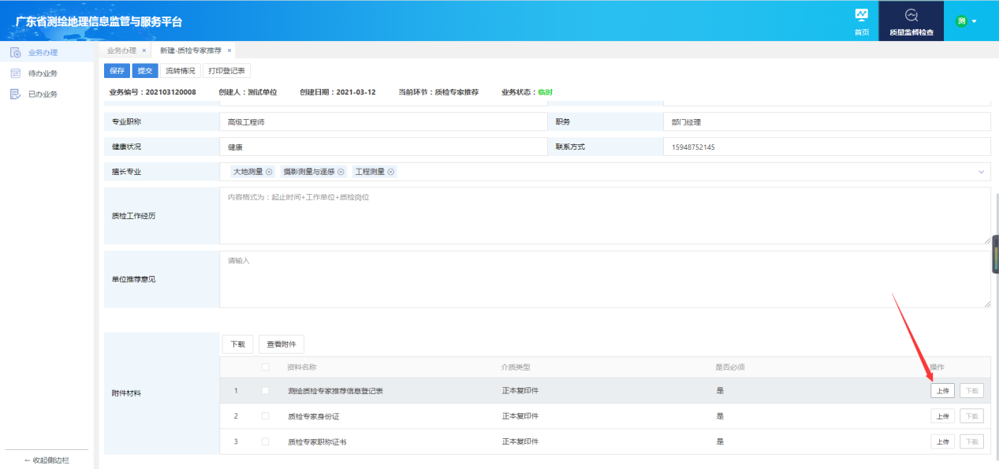 广东省测绘地理信息监管与服务平台
首页
质量监督检查
测
业务办理
待办业务
已办业务
业务办理 × 新建-质检专家推荐 ×
保存 提交 流转情况 打印登记表
业务编号：202103120008 创建人：测试单位 创建日期：2021-03-12 当前环节：质检专家推荐 业务状态：临时
专业职称 高级工程师 职务 部门经理
健康状况 健康 联系方式 15948752145
擅长专业 大地测量 摄影测量与遥感 工程测量
质检工作经历 内容格式为：起止时间+工作单位+质检岗位
单位推荐意见 请输入
附件材料
下载 查看附件
资料名称 介质类型 是否必须 操作
1 测绘质检专家推荐信息登记表 正本复印件 是 上传 下载
2 质检专家身份证 正本复印件 是 上传 下载
3 质检专家职称证书 正本复印件 是 上传 下载
←收起侧边栏